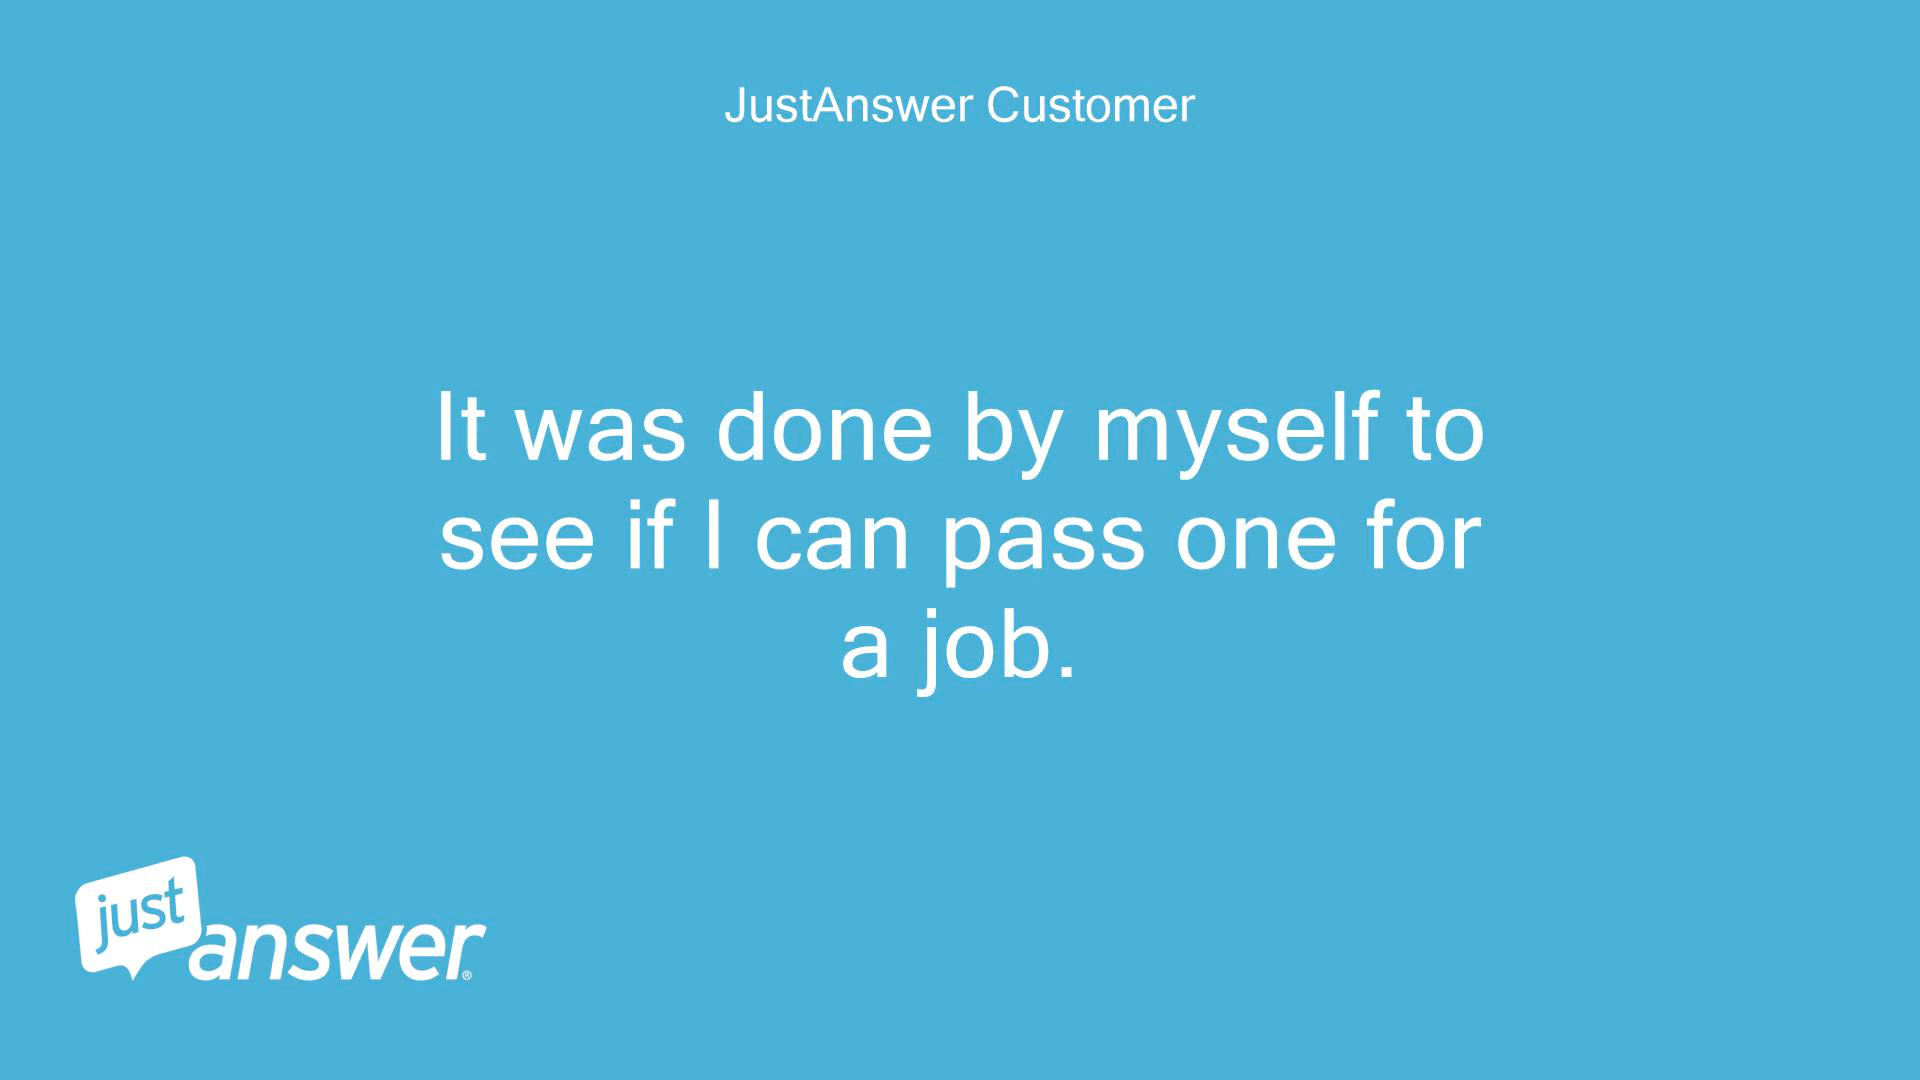 JustAnswer Customer
It was done by myself to
see if I can pass one for
a job.
just
answer®